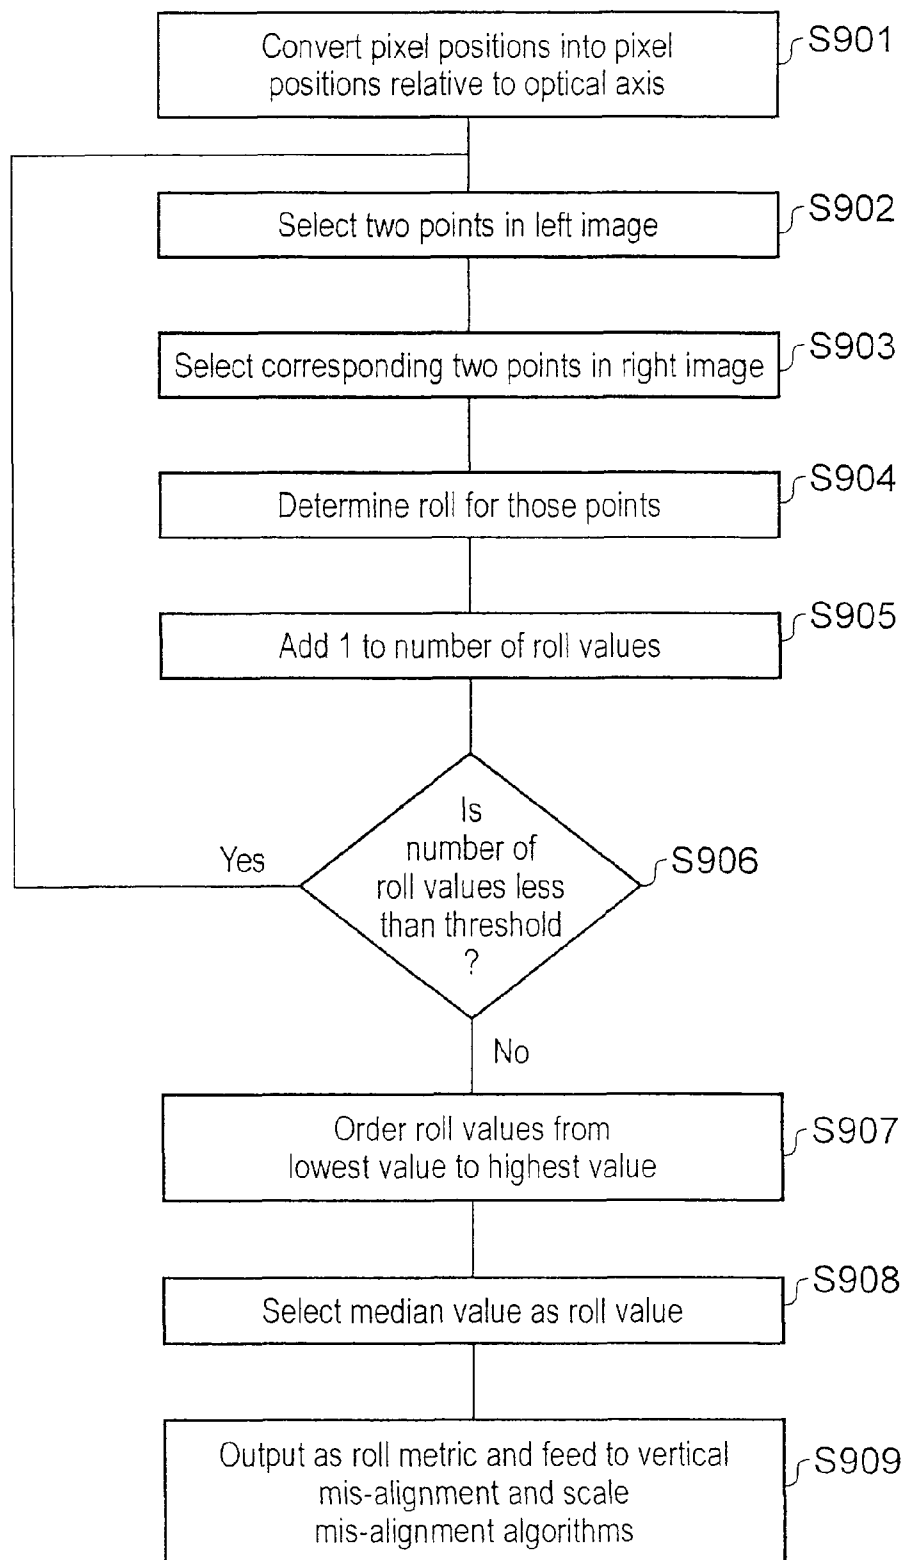 Convert pixel positions into pixel
positions relative to optical axis
S901
Select two points in left image
S902
Select corresponding two points in right image
S903
Determine roll for those points
S904
Add 1 to number of roll values
S905
Is
number of
roll values less
than threshold
?
S906
Yes
No
Order roll values from
lowest value to highest value
S907
Select median value as roll value
S908
Output as roll metric and feed to vertical
mis-alignment and scale
mis-alignment algorithms
S909